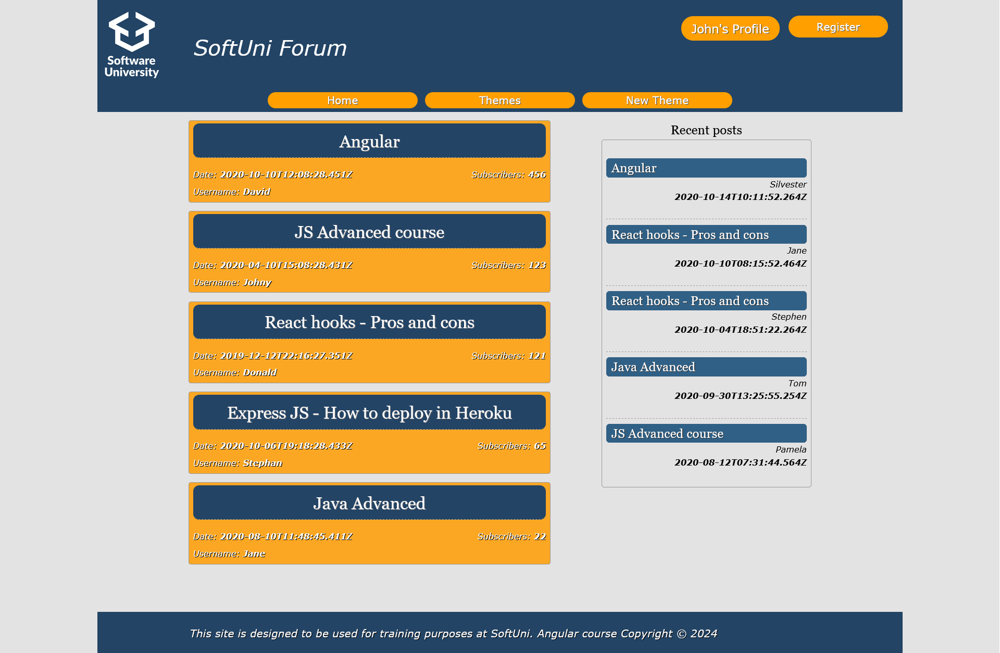 Software
University
SoftUni Forum
John's Profile
Register
Home
Themes
New Theme
Angular
Date: 2020-10-10T12:08:28.451Z
Subscribers: 456
Username: David
JS Advanced course
Date: 2020-04-10T15:08:28.431Z
Subscribers: 123
Username: Johny
React hooks - Pros and cons
Date: 2019-12-12T22:16:27.351Z
Subscribers: 121
Username: Donald
Express JS - How to deploy in Heroku
Date: 2020-10-06T19:18:28.433Z
Subscribers: 65
Username: Stephan
Java Advanced
Date: 2020-08-10T11:48:45.411Z
Subscribers: 22
Username: Jane
Recent posts
Angular
Silvester
2020-10-14T10:11:52.264Z
React hooks - Pros and cons
Jane
2020-10-10T08:15:52.464Z
React hooks - Pros and cons
Stephen
2020-10-04T18:51:22.264Z
Java Advanced
Tom
2020-09-30T13:25:55.254Z
JS Advanced course
Pamela
2020-08-12T07:31:44.564Z
This site is designed to be used for training purposes at SoftUni. Angular course Copyright © 2024